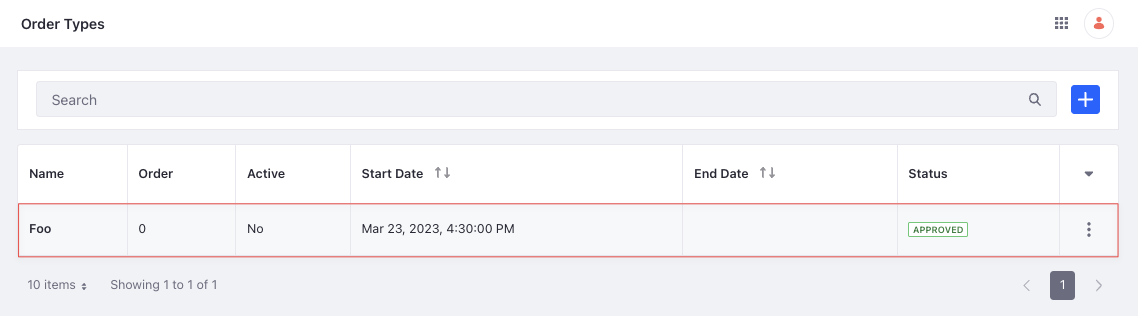 Order Types
Search
Name Order Active Start Date End Date Status
Foo 0 No Mar 23, 2023, 4:30:00 PM APPROVED
10 items Showing 1 to 1 of 1 1